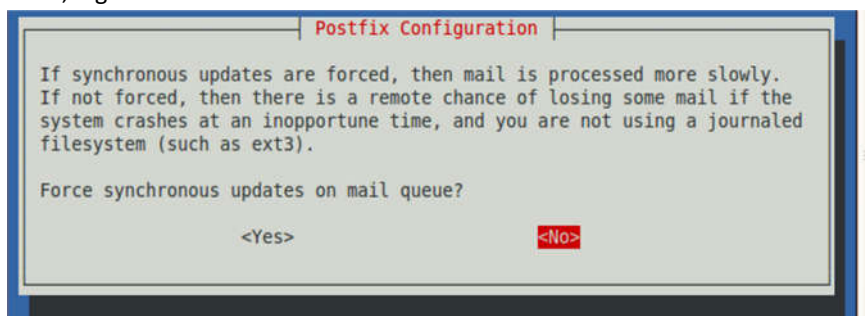 Postfix Configuration
If synchronous updates are forced, then mail is processed more slowly.
If not forced, then there is a remote chance of losing some mail if the
system crashes at an inopportune time, and you are not using a journaled
filesystem (such as ext3).
Force synchronous updates on mail queue?
<Yes> <No>